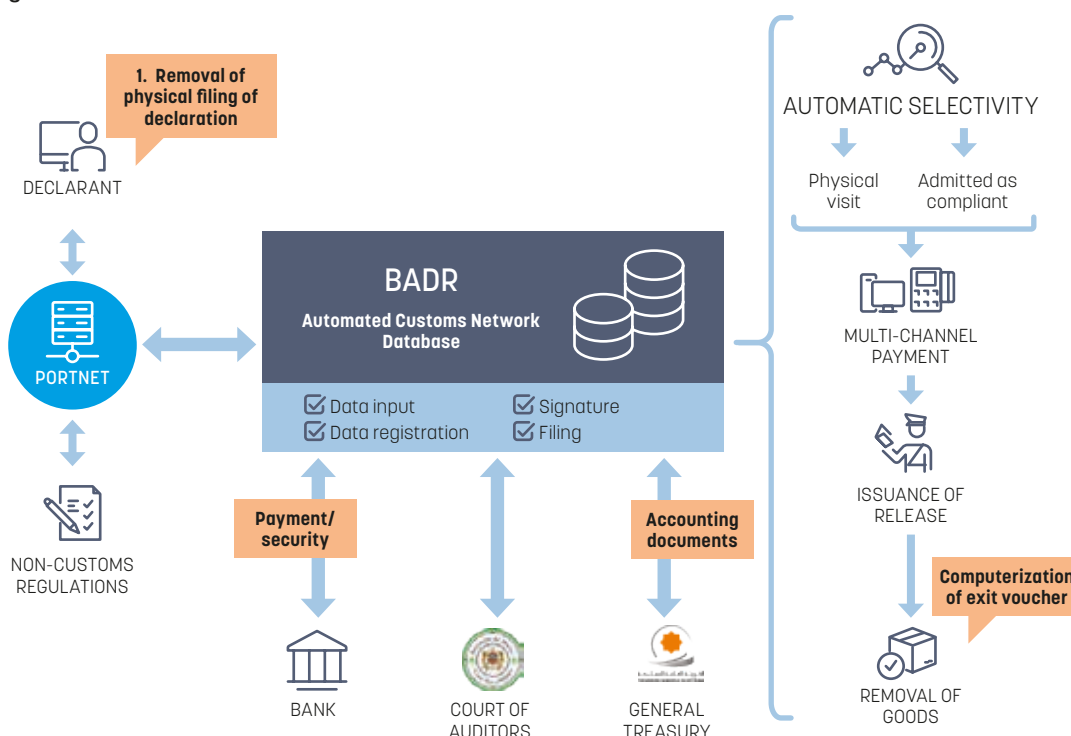 1. Removal of
physical filing of
declaration
DECLARANT
PORTNET
NON-CUSTOMS
REGULATIONS
BADR
Automated Customs Network
Database
Data input
Data registration
Signature
Filing
Payment/
security
Accounting
documents
BANK
COURT OF
AUDITORS
GENERAL
TREASURY
AUTOMATIC SELECTIVITY
Physical
visit
Admitted as
compliant
MULTI-CHANNEL
PAYMENT
ISSUANCE OF
RELEASE
Computerization
of exit voucher
REMOVAL OF
GOODS